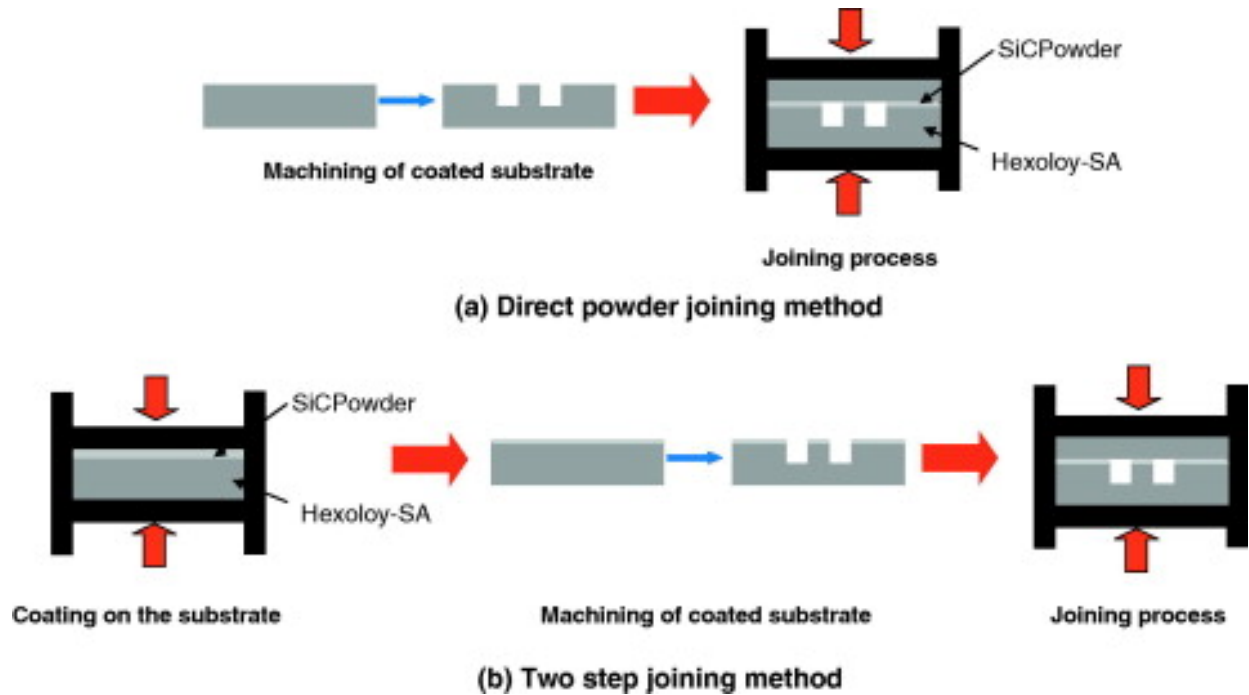 SiCPowder
Hexoloy-SA
Machining of coated substrate
Joining process
(a) Direct powder joining method
SiCPowder
Hexoloy-SA
Coating on the substrate
Machining of coated substrate
Joining process
(b) Two step joining method